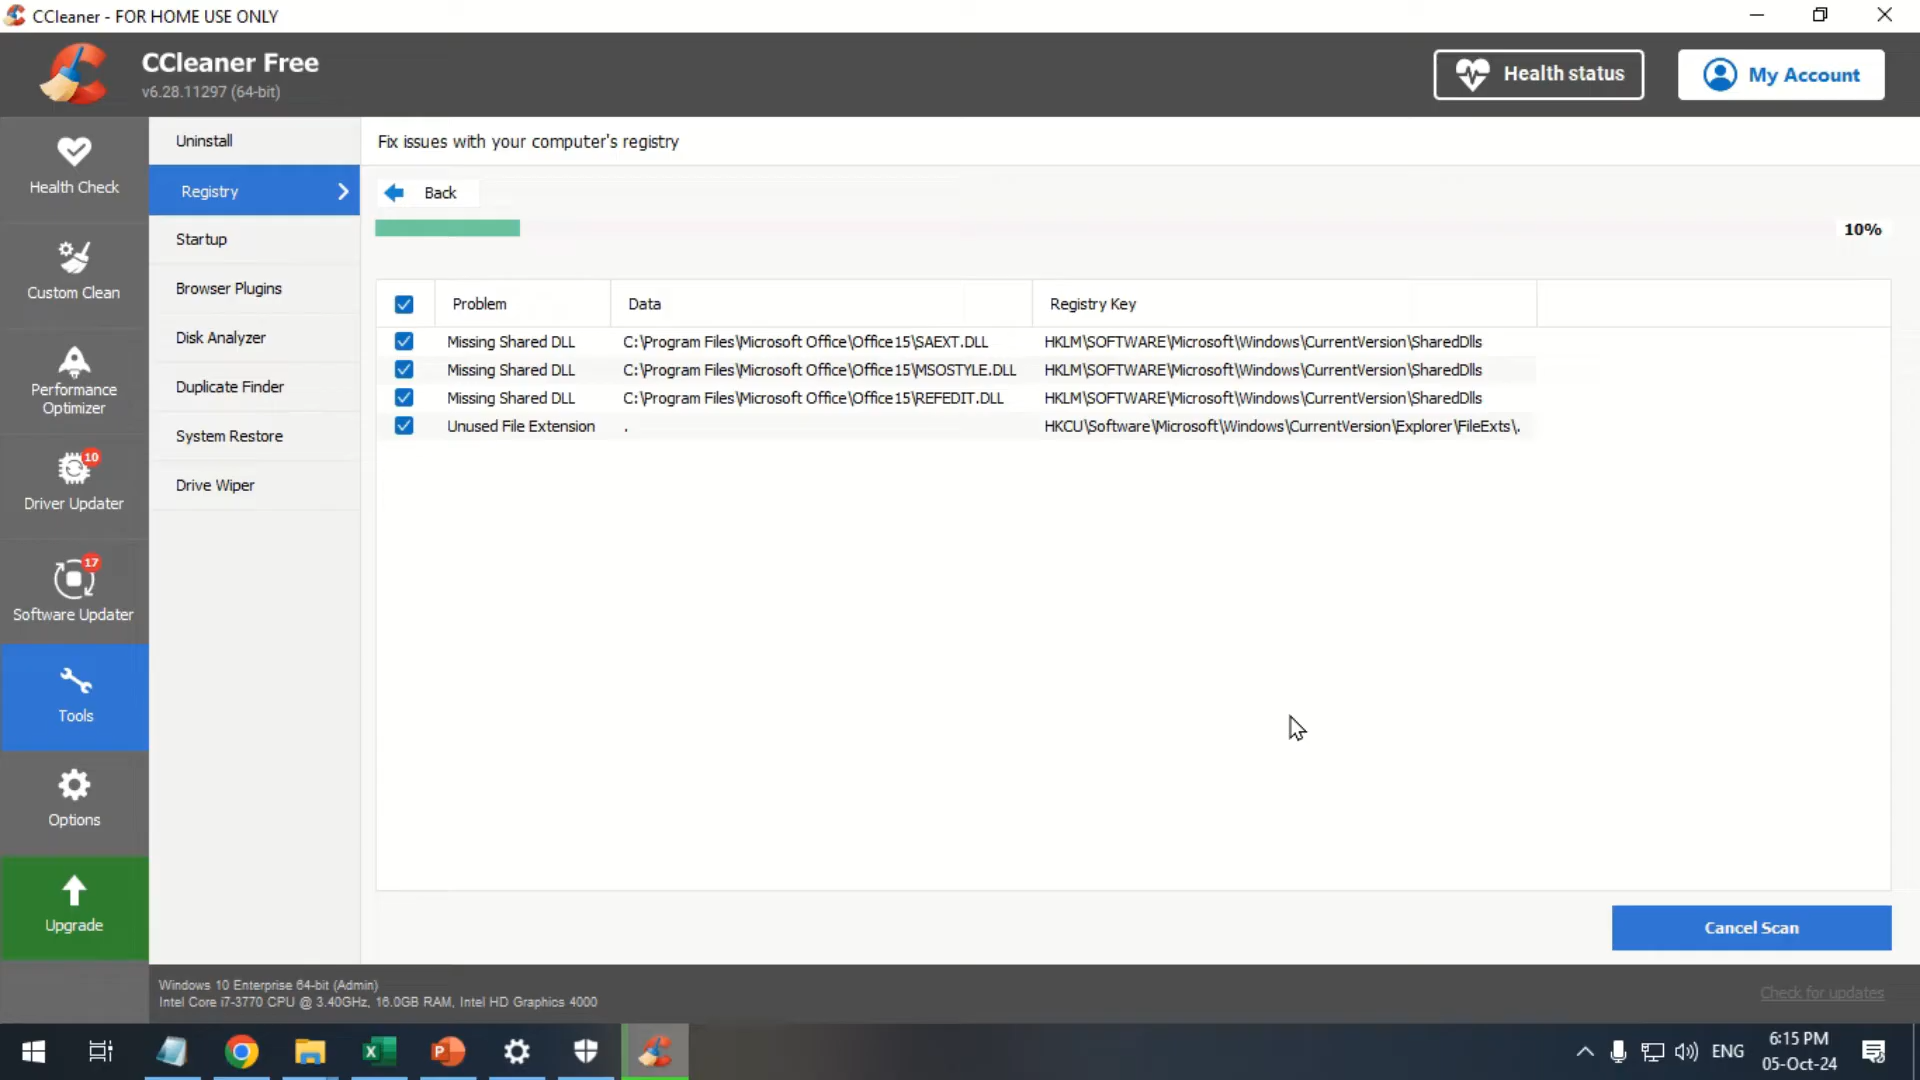 CCleaner - FOR HOME USE ONLY
CCleaner Free
v6.28.11297 (64-bit)
Health status
My Account
Health Check
Custom Clean
Performance
Optimizer
10
Driver Updater
17
Software Updater
Tools
Options
Upgrade
Uninstall
Registry
Startup
Browser Plugins
Disk Analyzer
Duplicate Finder
System Restore
Drive Wiper
Fix issues with your computer's registry
Back
10%
Problem Data Registry Key
Missing Shared DLL C:\Program Files\Microsoft Office\Office15\SAEXT.DLL HKLM\SOFTWARE\Microsoft\Windows\CurrentVersion\SharedDlls
Missing Shared DLL C:\Program Files\Microsoft Office\Office15\MSOSTYLE.DLL HKLM\SOFTWARE\Microsoft\Windows\CurrentVersion\SharedDlls
Missing Shared DLL C:\Program Files\Microsoft Office\Office15\REFEDIT.DLL HKLM\SOFTWARE\Microsoft\Windows\CurrentVersion\SharedDlls
Unused File Extension . HKCU\Software\Microsoft\Windows\CurrentVersion\Explorer\FileExts\.
Cancel Scan
Windows 10 Enterprise 64-bit (Admin)
Intel Core i7-3770 CPU @ 3.40GHz, 16.0GB RAM, Intel HD Graphics 4000
Check for updates
ENG
6:15 PM
05-Oct-24